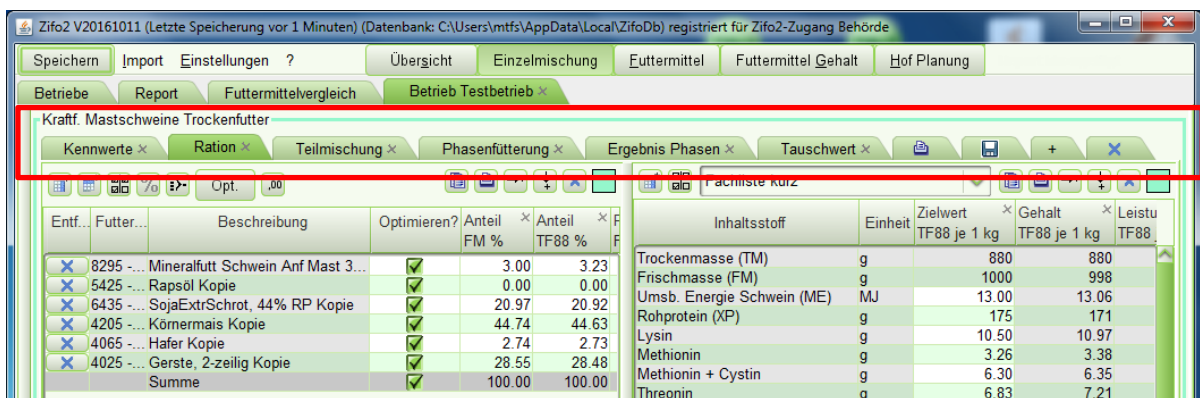 Zifo2 V20161011 (Letzte Speicherung vor 1 Minuten) (Datenbank: C:\Users\mtfs\AppData\Local\ZifoDb) registriert für Zifo2-Zugang Behörde
Speichern Import Einstellungen ? Übersicht Einzelmischung Futtermittel Futtermittel Gehalt Hof Planung
Betriebe Report Futtermittelvergleich Betrieb Testbetrieb
Kraftf. Mastschweine Trockenfutter
Kennwerte Ration Teilmischung Phasenfütterung Ergebnis Phasen Tauschwert +
% Opt. ,00 Fachliste kurz
Entf... Futter... Beschreibung Optimieren? Anteil FM % Anteil TF88 %
Inhaltsstoff Einheit Zielwert TF88 je 1 kg Gehalt TF88 je 1 kg Leistu TF88
8295 -... Mineralfutt Schwein Anf Mast 3... 3.00 3.23
5425 -... Rapsöl Kopie 0.00 0.00
6435 -... SojaExtrSchrot, 44% RP Kopie 20.97 20.92
4205 -... Körnermais Kopie 44.74 44.63
4065 -... Hafer Kopie 2.74 2.73
4025 -... Gerste, 2-zeilig Kopie 28.55 28.48
Summe 100.00 100.00
Trockenmasse (TM) g 880 880
Frischmasse (FM) g 1000 998
Umsb. Energie Schwein (ME) MJ 13.00 13.06
Rohprotein (XP) g 175 171
Lysin g 10.50 10.97
Methionin g 3.26 3.38
Methionin + Cystin g 6.30 6.35
Threonin g 6.83 7.21